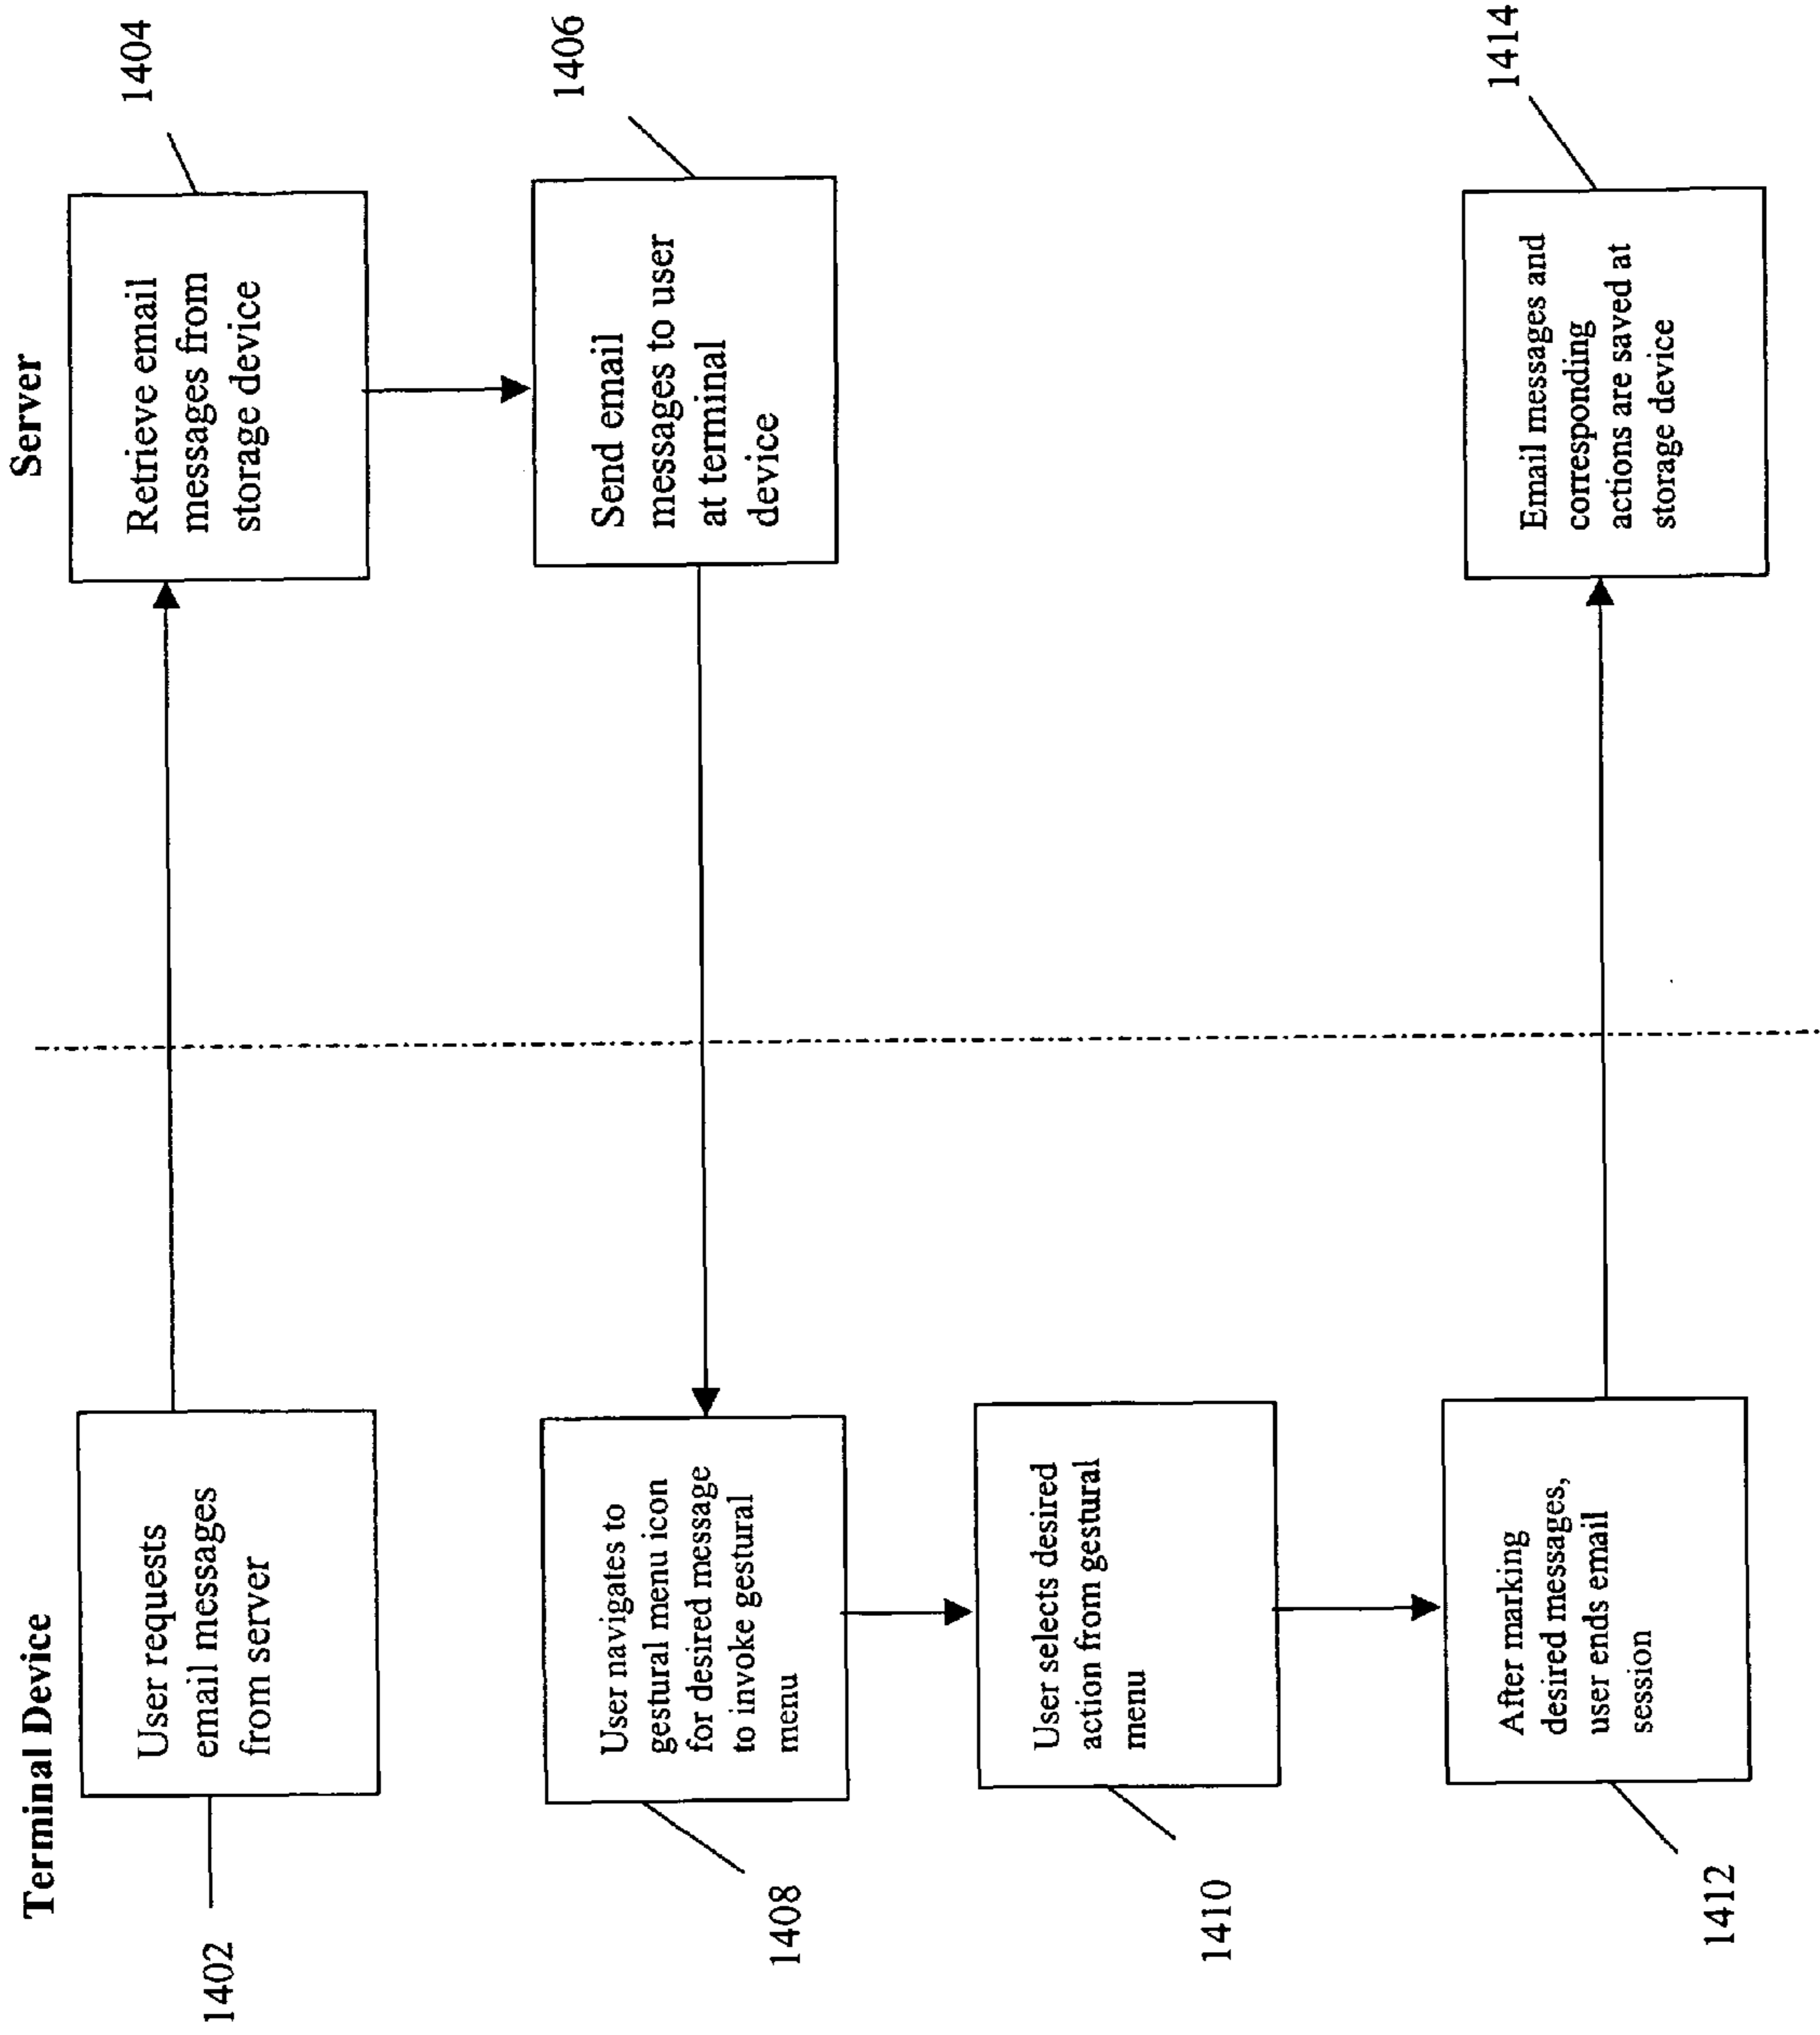 Terminal Device
Server
1402
User requests
email messages
from server
Retrieve email
messages from
storage device
1404
Send email
messages to user
at terminal
device
1406
1408
User navigates to
gestural menu icon
for desired message
to invoke gestural
menu
1410
User selects desired
action from gestural
menu
1412
After marking
desired messages,
user ends email
session
Email messages and
corresponding
actions are saved at
storage device
1414